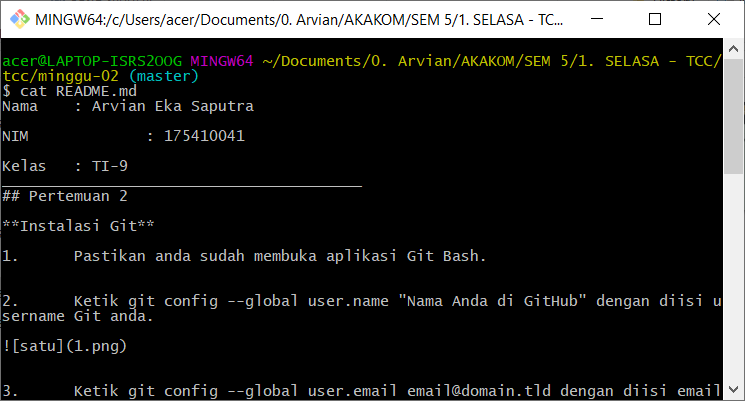 MINGW64:/c/Users/acer/Documents/0. Arvian/AKAKOM/SEM 5/1. SELASA - TC...
acer@LAPTOP-ISRS2OOG MINGW64 ~/Documents/0. Arvian/AKAKOM/SEM 5/1. SELASA - TCC/
tcc/minggu-02 (master)
$ cat README.md
Nama    : Arvian Eka Saputra
NIM             : 175410041
Kelas   : TI-9
________________________________________
## Pertemuan 2
**Instalasi Git**
1.      Pastikan anda sudah membuka aplikasi Git Bash.
2.      Ketik git config --global user.name "Nama Anda di GitHub" dengan diisi u
sername Git anda.
![satu](1.png)
3.      Ketik git config --global user.email email@domain.tld dengan diisi email